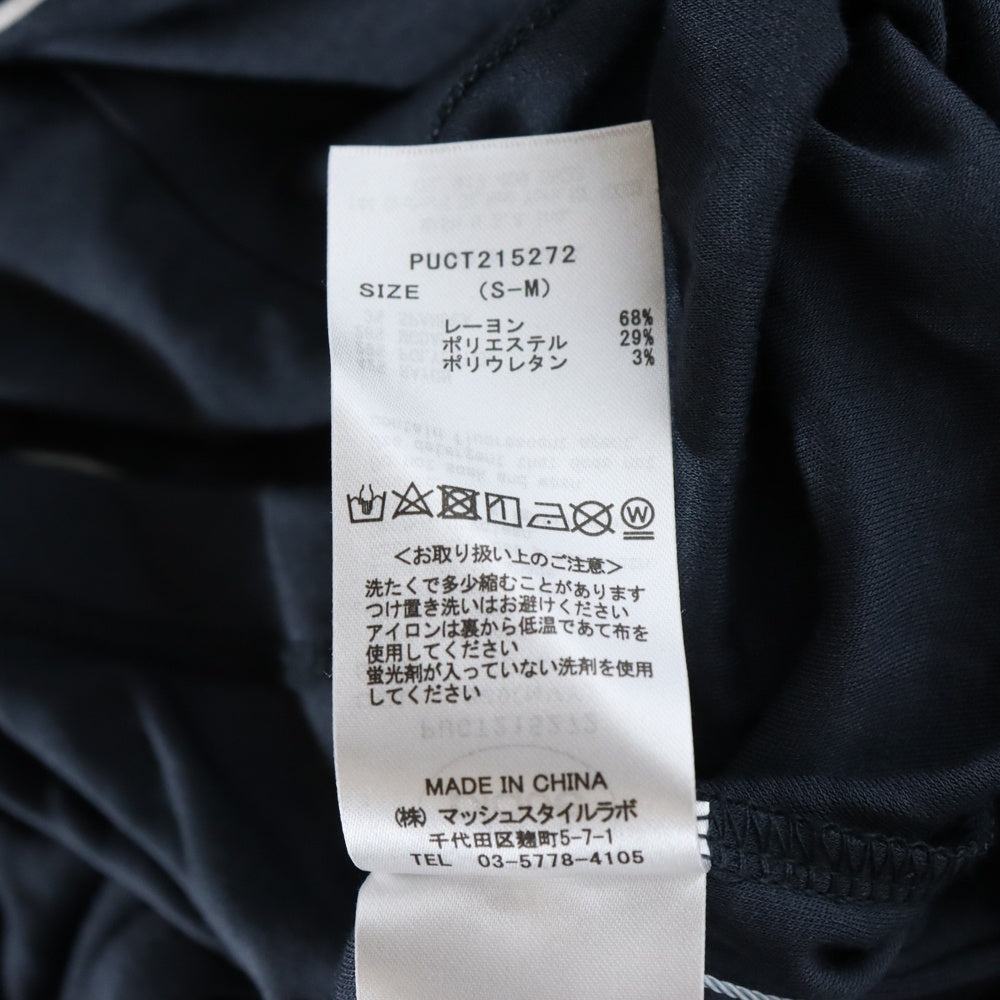 PUCT215272
SIZE (S-M)
レーヨン 68%
ポリエステル 29%
ポリウレタン 3%
W
<お取り扱い上のご注意>
洗たくで多少縮むことがあります
つけ置き洗いはお避けください
アイロンは裏から低温であて布を
使用してください
蛍光剤が入っていない洗剤を使用
してください
PUCT215272
MADE IN CHINA
(株) マッシュスタイルラボ
千代田区麹町5-7-1
TEL 03-5778-4105